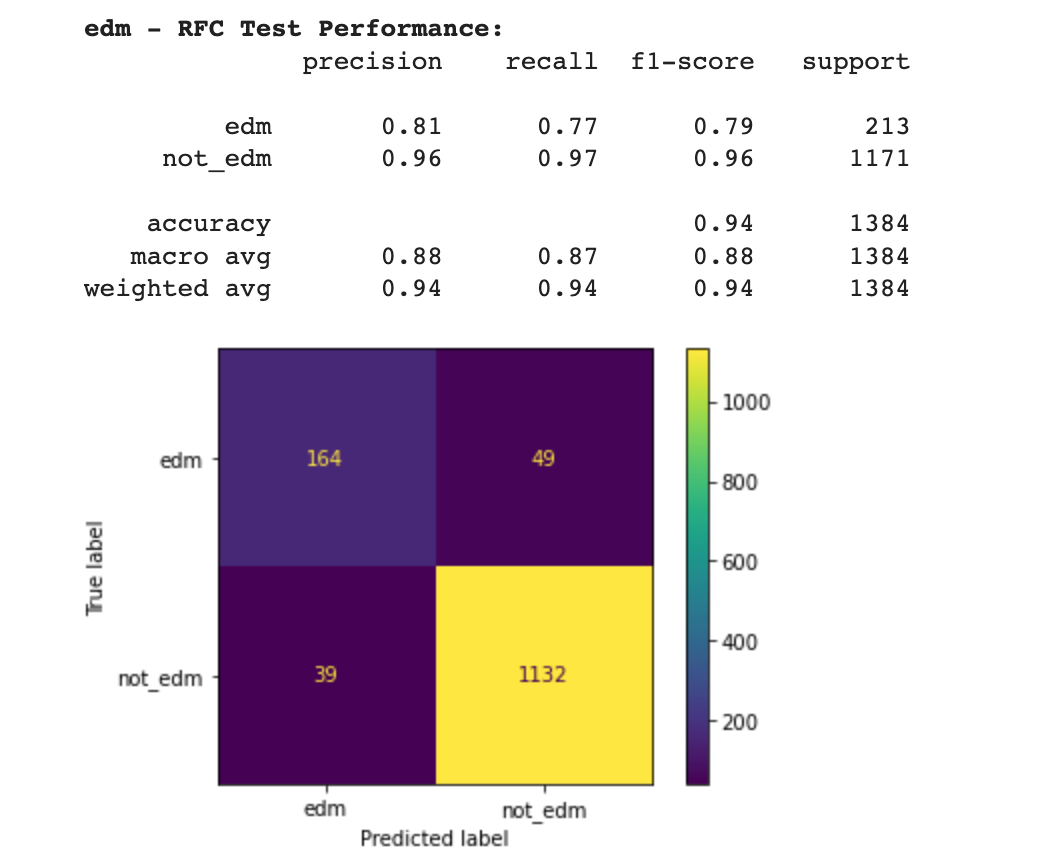 edm - RFC Test Performance:
precision recall f1-score support
edm 0.81 0.77 0.79 213
not_edm 0.96 0.97 0.96 1171
accuracy 0.94 1384
macro avg 0.88 0.87 0.88 1384
weighted avg 0.94 0.94 0.94 1384
1000
800
600
400
200
True label
edm
164
49
not_edm
39
1132
edm
not_edm
Predicted label